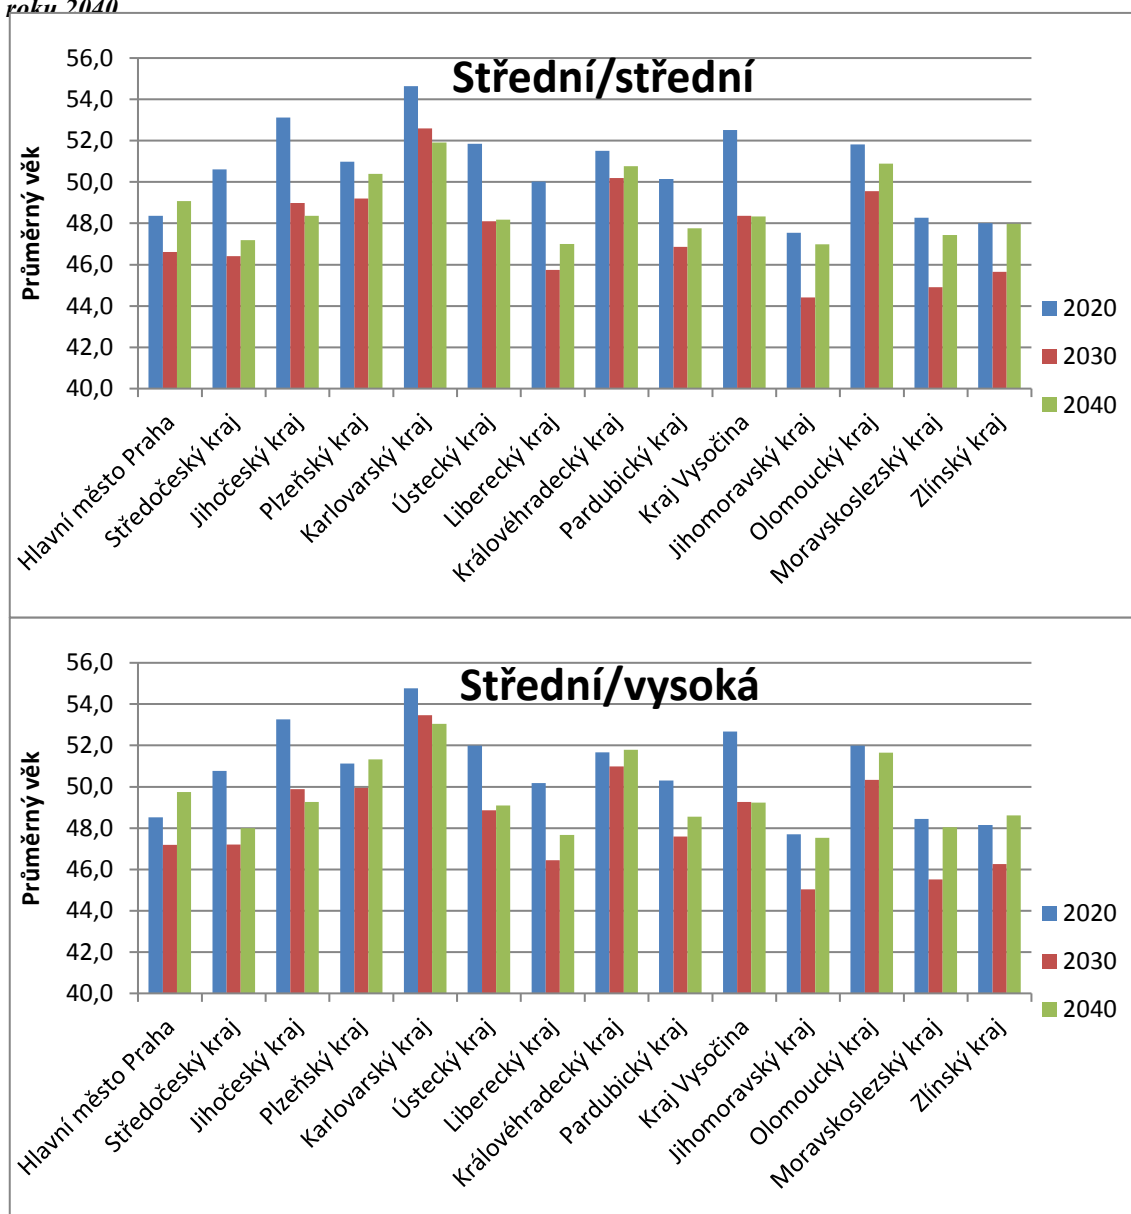 roku 2040
Střední/střední
Průměrný věk
56,0
54,0
52,0
50,0
48,0
46,0
44,0
42,0
40,0
Hlavní město Praha
Středočeský kraj
Jihočeský kraj
Plzeňský kraj
Karlovarský kraj
Ústecký kraj
Liberecký kraj
Královéhradecký kraj
Pardubický kraj
Kraj Vysočina
Jihomoravský kraj
Olomoucký kraj
Moravskoslezský kraj
Zlínský kraj
2020
2030
2040
Střední/vysoká
Průměrný věk
56,0
54,0
52,0
50,0
48,0
46,0
44,0
42,0
40,0
Hlavní město Praha
Středočeský kraj
Jihočeský kraj
Plzeňský kraj
Karlovarský kraj
Ústecký kraj
Liberecký kraj
Královéhradecký kraj
Pardubický kraj
Kraj Vysočina
Jihomoravský kraj
Olomoucký kraj
Moravskoslezský kraj
Zlínský kraj
2020
2030
2040